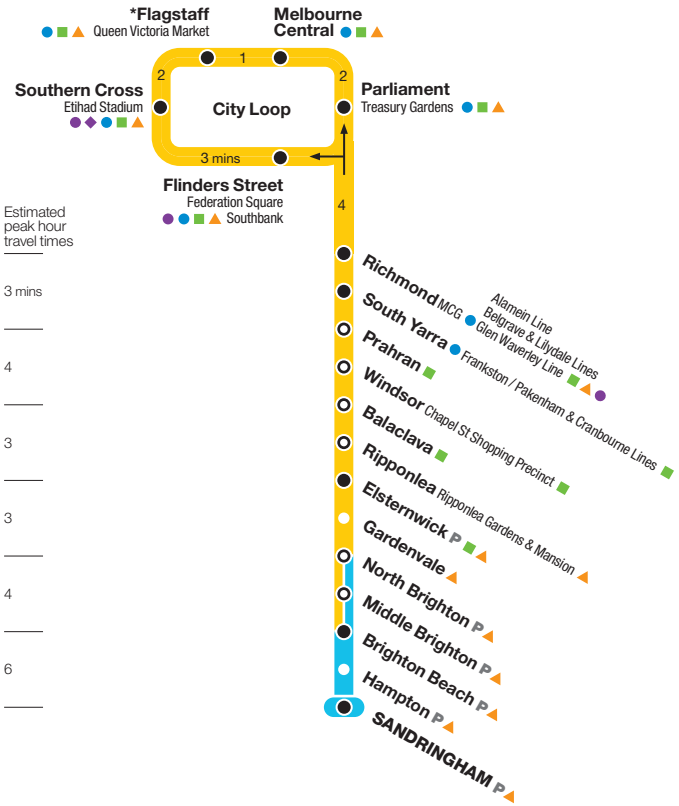 *Flagstaff
Queen Victoria Market
Melbourne
Central
2
1
2
Southern Cross
Etihad Stadium
City Loop
Parliament
Treasury Gardens
3 mins
Flinders Street
Federation Square
Southbank
4
Estimated
peak hour
travel times
3 mins
4
3
3
4
6
Richmond MCG
Alamein Line
Belgrave & Lilydale Lines
Glen Waverley Line
South Yarra Frankston / Pakenham & Cranbourne Lines
Prahran
Windsor Chapel St Shopping Precinct
Balaclava
Ripponlea Ripponlea Gardens & Mansion
Elsternwick P
Gardenvale
North Brighton P
Middle Brighton P
Brighton Beach P
Hampton P
SANDRINGHAM P